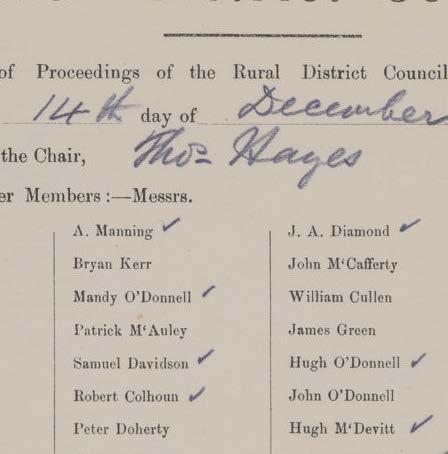 of Proceedings of the Rural District Council
14th day of December
the Chair, Thos Hayes
er Members :—Messrs.
A. Manning ✓ J. A. Diamond ✓
Bryan Kerr John M‘Cafferty
Mandy O’Donnell ✓ William Cullen
Patrick M‘Auley James Green
Samuel Davidson ✓ Hugh O’Donnell ✓
Robert Colhoun ✓ John O’Donnell
Peter Doherty Hugh M‘Devitt ✓